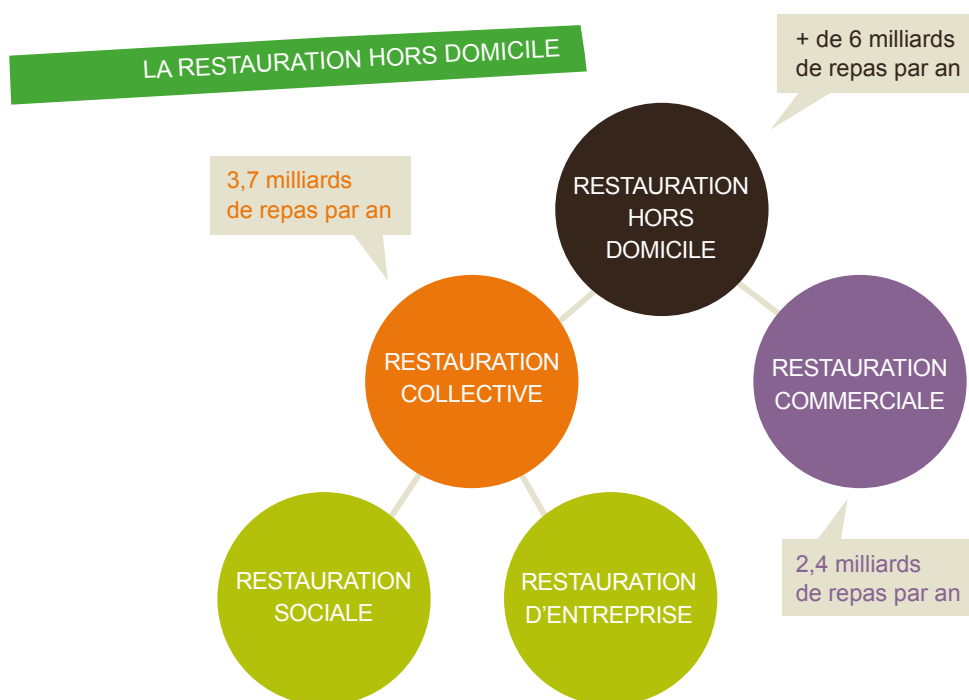 LA RESTAURATION HORS DOMICILE
+ de 6 milliards
de repas par an
RESTAURATION
HORS
DOMICILE
3,7 milliards
de repas par an
RESTAURATION
COLLECTIVE
RESTAURATION
COMMERCIALE
RESTAURATION
SOCIALE
RESTAURATION
D'ENTREPRISE
2,4 milliards
de repas par an